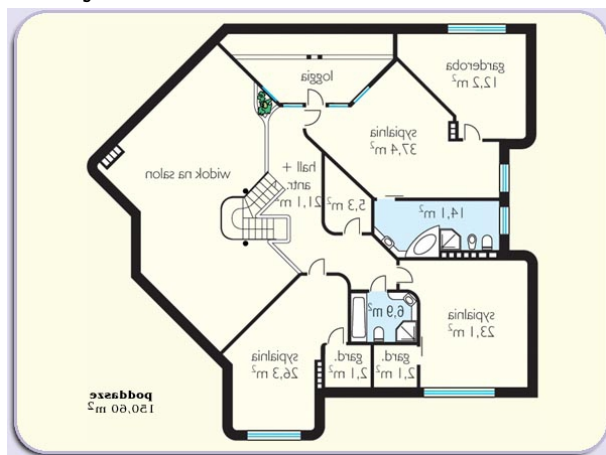 garderoba
12,2 m²
loggia
sypialnia
37,4 m²
hall +
antr.
21,1 m²
widok na salon
5,3 m²
14,1 m²
sypialnia
23,1 m²
6,9 m²
sypialnia
26,3 m²
gard.
2,1 m²
gard.
2,1 m²
poddasze
150,60 m²